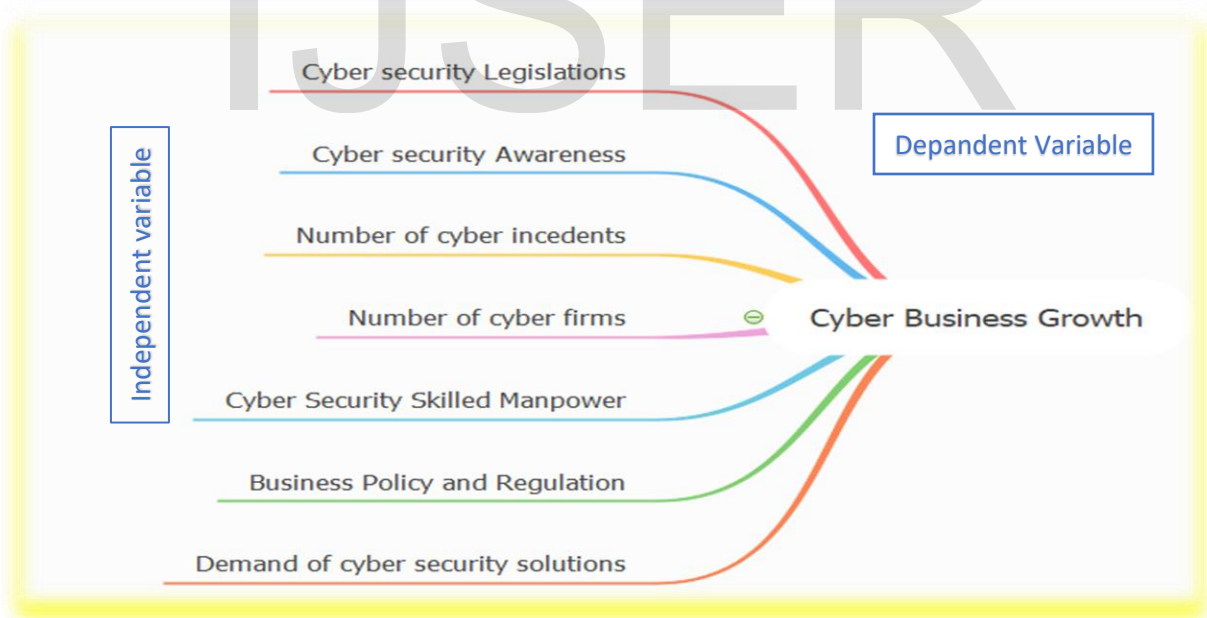 IJSER
Cyber security Legislations
Depandent Variable
Cyber security Awareness
Independent variable
Number of cyber incedents
Number of cyber firms
Cyber Business Growth
Cyber Security Skilled Manpower
Business Policy and Regulation
Demand of cyber security solutions